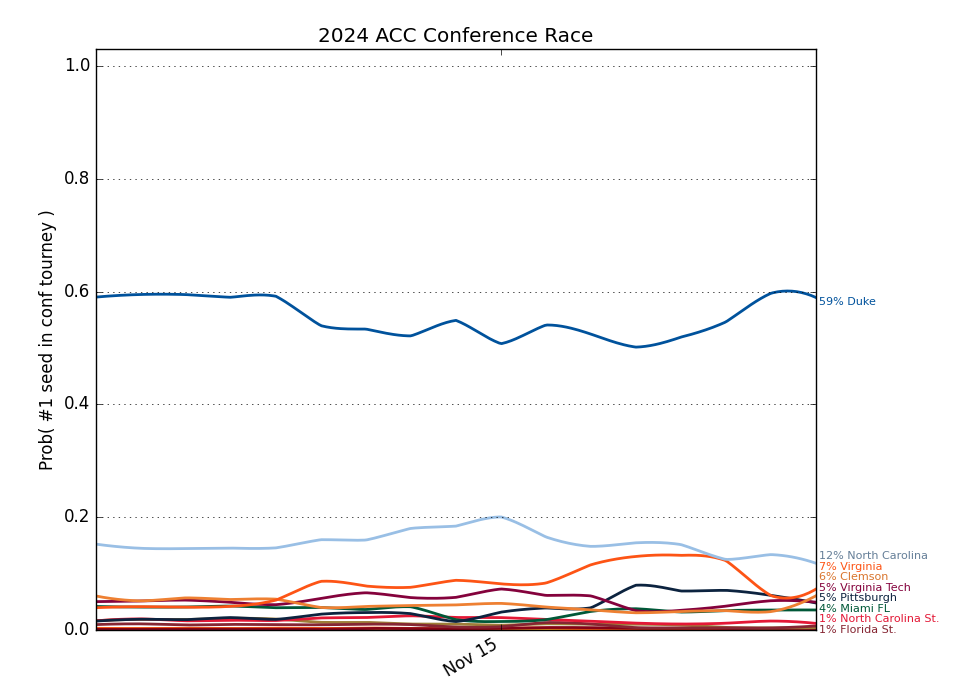 2024 ACC Conference Race
Prob( #1 seed in conf tourney )
1.0
0.8
0.6
0.4
0.2
0.0
Nov 15
59% Duke
12% North Carolina
7% Virginia
6% Clemson
5% Virginia Tech
5% Pittsburgh
4% Miami FL
1% North Carolina St.
1% Florida St.